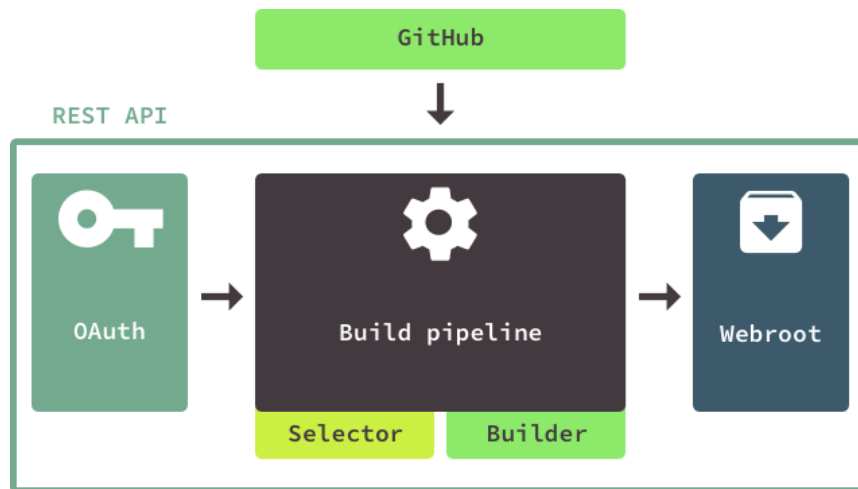 GitHub
REST API
OAuth
Build pipeline
Webroot
Selector
Builder